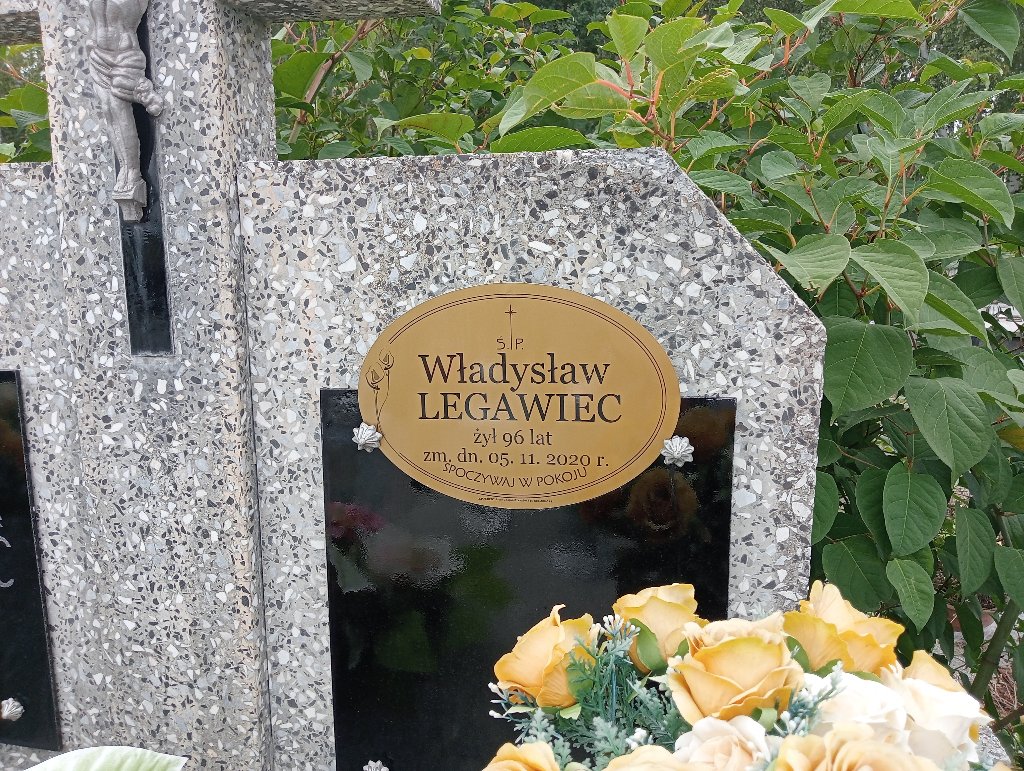 Ś. P.
Władysław
LEGAWIEC
żył 96 lat
zm. dn. 05. 11. 2020 r.
SPOCZYWAJ W POKOJU